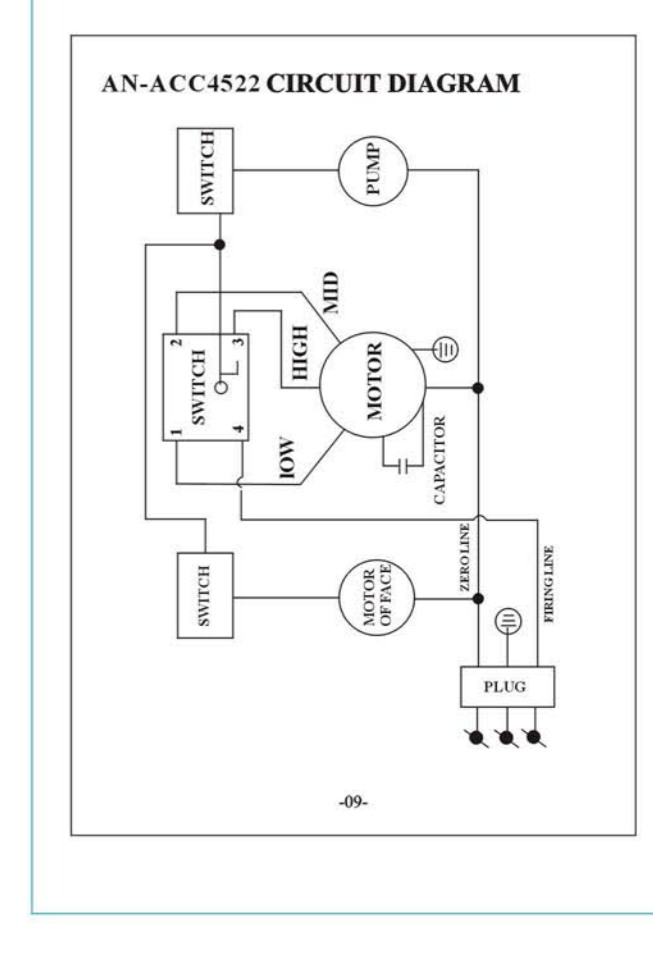 AN-ACC4522 CIRCUIT DIAGRAM
SWITCH
PUMP
MID
2
3
HIGH
SWITCH
MOTOR
1
4
lOW
CAPACITOR
ZERO LINE
FIRING LINE
SWITCH
MOTOR
OF FACE
PLUG
-09-